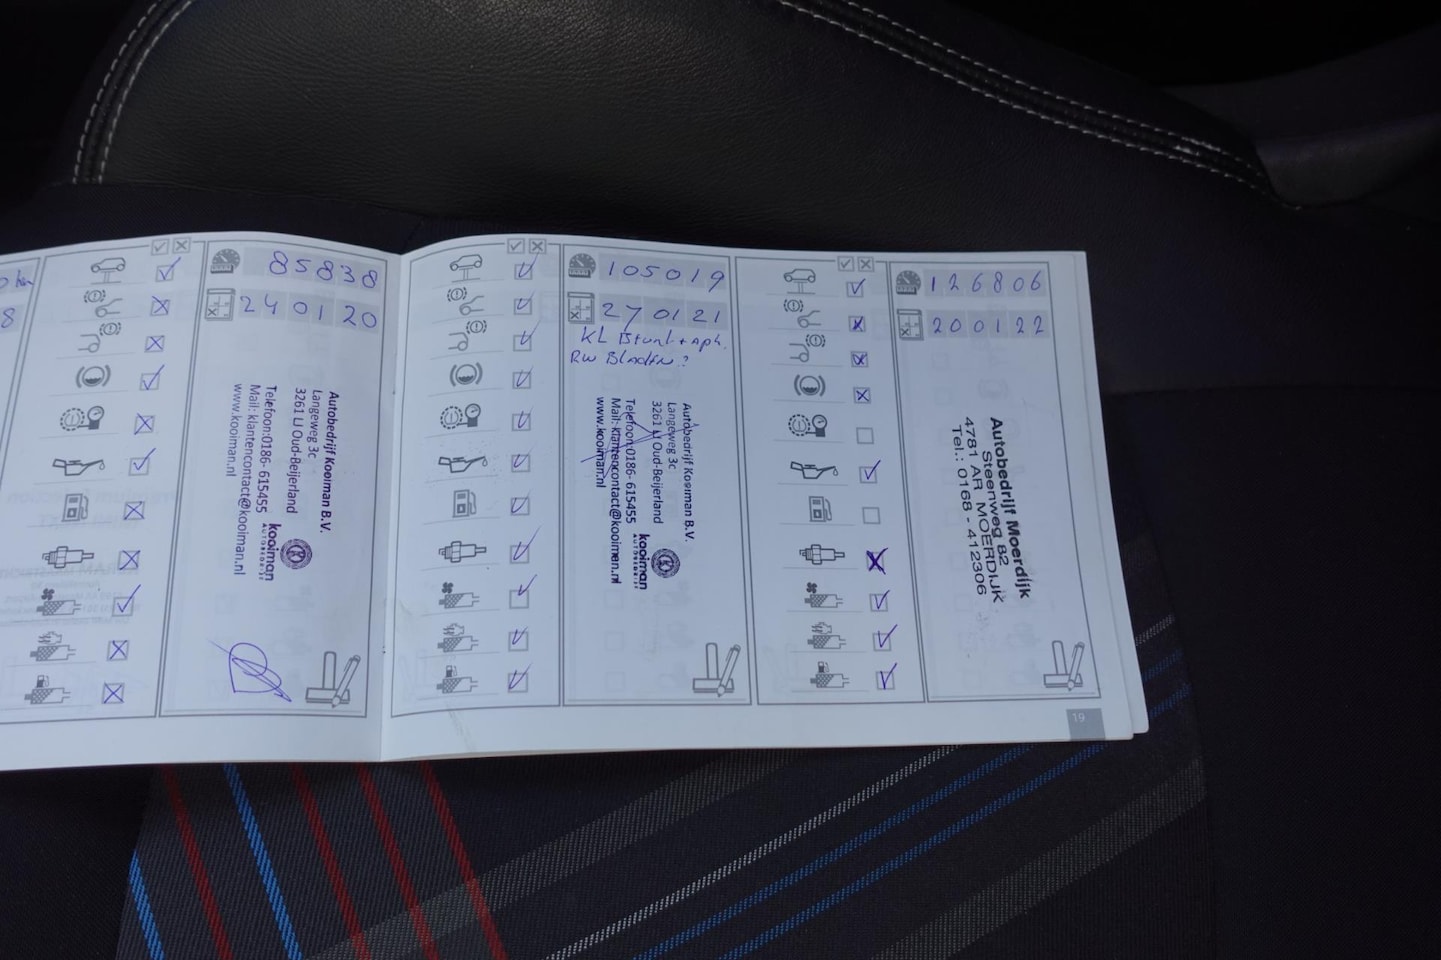 85838
240120
Autobedrijf Kooiman B.V.
Langeweg 3c
3261 LJ Oud-Beijerland
Telefoon:0186- 615455
Mail: klantencontact@kooiman.nl
www.kooiman.nl
kooiman
AUTOBEDRIJF
105019
270121
KL
RW
Autobedrijf Kooiman B.V.
Langeweg 3c
3261 LJ Oud-Beijerland
Telefoon:0186- 615455
Mail: klantencontact@kooiman.nl
www.kooiman.nl
kooiman
AUTOBEDRIJF
126806
200122
Autobedrijf Moerdijk
Steenweg 82
4781 AR MOERDIJK
Tel.: 0168 - 412306
19